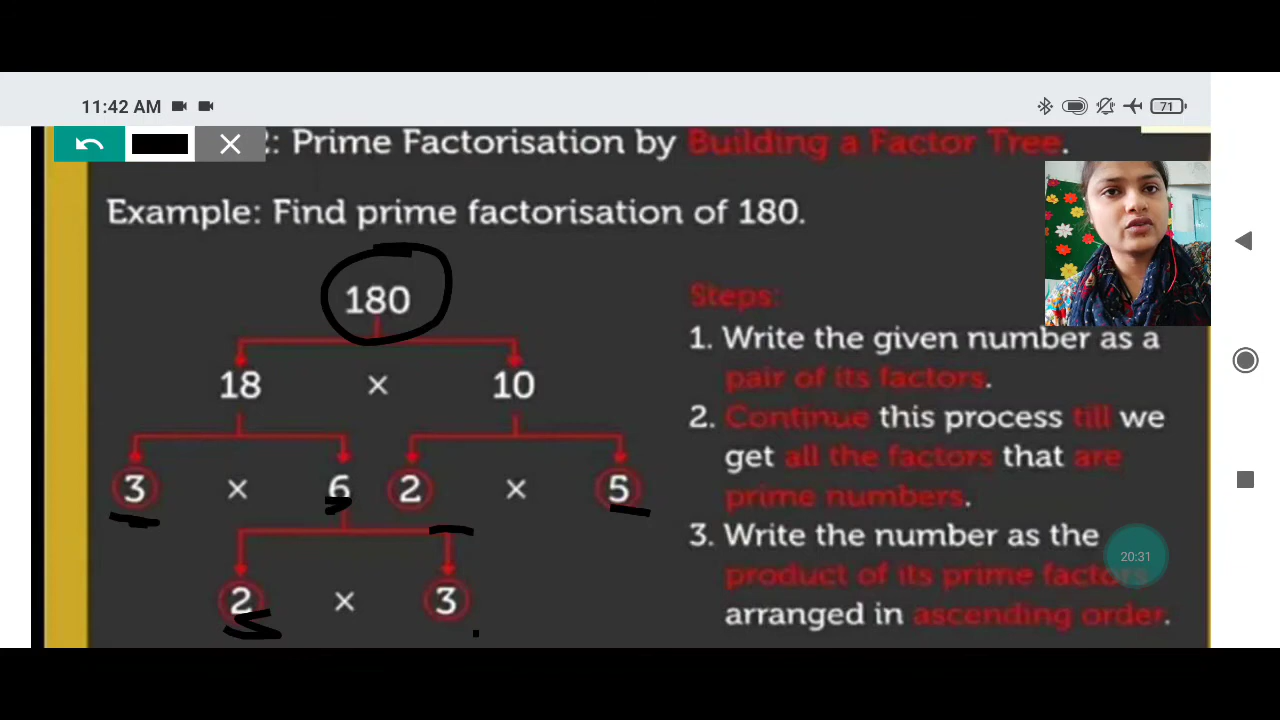 11:42 AM
71
2: Prime Factorisation by Building a Factor Tree.
Example: Find prime factorisation of 180.
180
18 × 10
3 × 6 2 × 5
2 × 3
Steps:
1. Write the given number as a
pair of its factors.
2. Continue this process till we
get all the factors that are
prime numbers.
3. Write the number as the
product of its prime factors
arranged in ascending order.
20:31